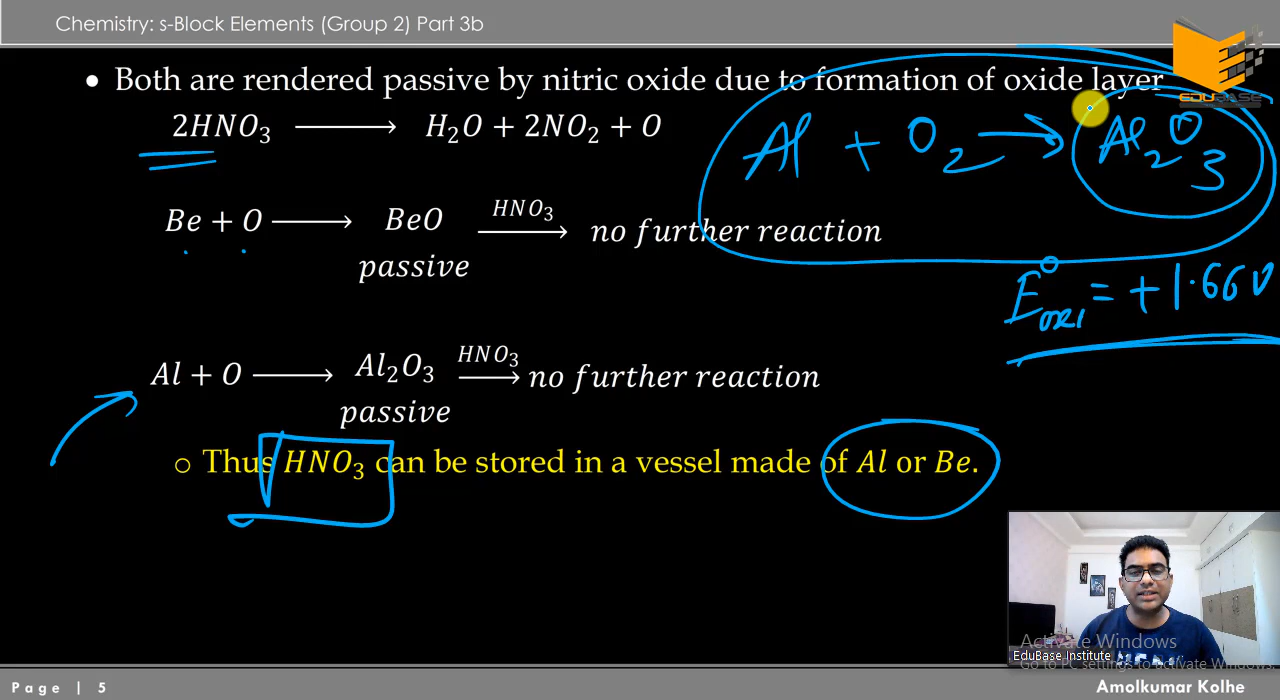 Chemistry: s-Block Elements (Group 2) Part 3b
EDUBASE
• Both are rendered passive by nitric oxide due to formation of oxide layer
2HNO₃ ⟶ H₂O + 2NO₂ + O
Al + O₂ → Al₂O₃
Be + O ⟶ BeO HNO₃ ⟶ no further reaction
passive
E⁰ = +1.66V
Al + O ⟶ Al₂O₃ HNO₃ ⟶ no further reaction
passive
○ Thus HNO₃ can be stored in a vessel made of Al or Be.
Activate Windows
EduBase Institute
Go to PC settings to Activate Windows.
Page | 5
Amolkumar Kolhe